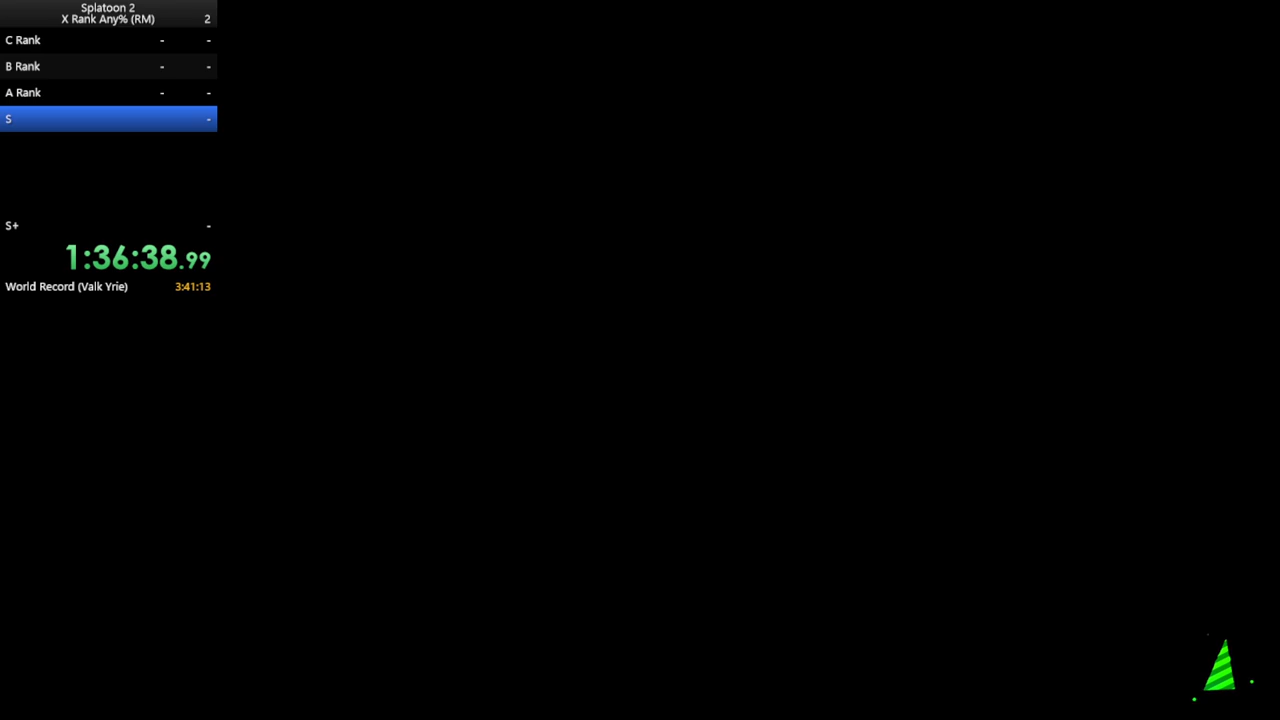 Splatoon 2
X Rank Any% (RM) 2
C Rank - -
B Rank - -
A Rank - -
S -
S+ -
1:36:38.99
World Record (Valk Yrie) 3:41:13